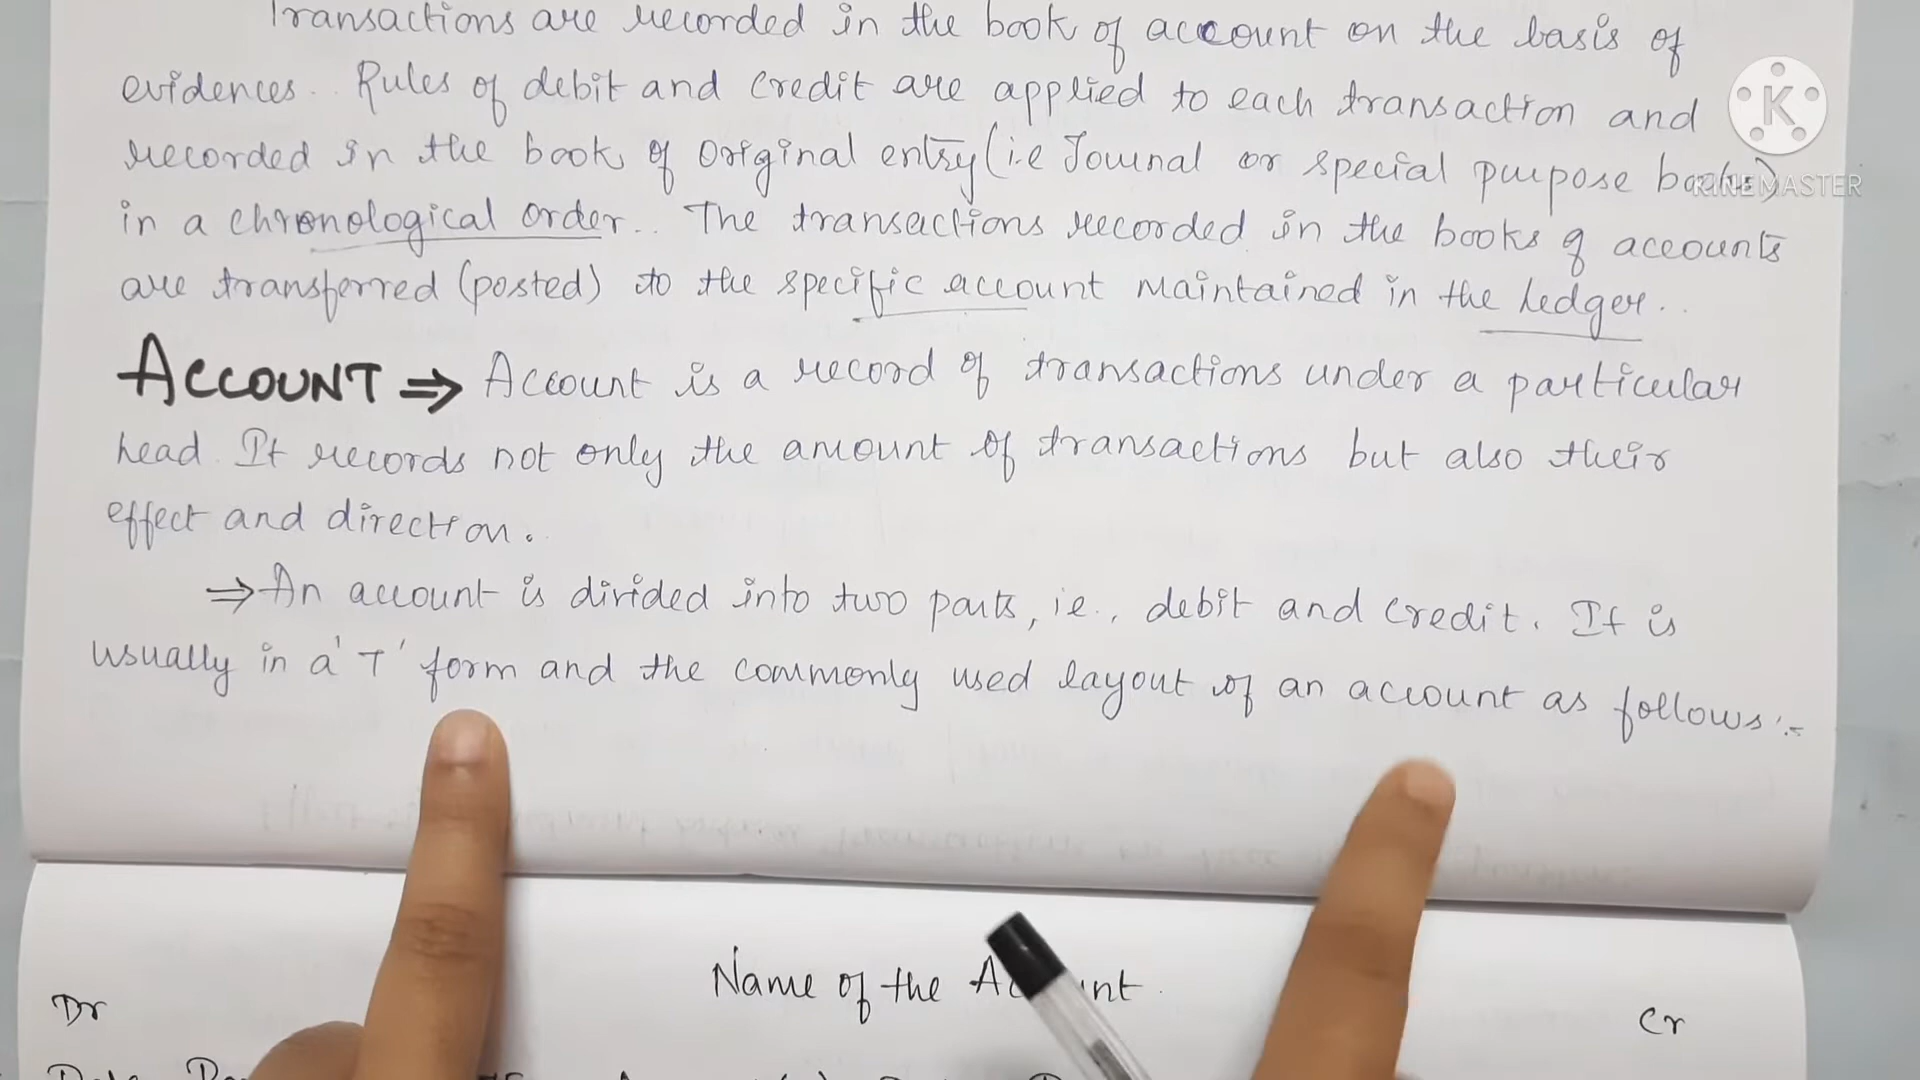 Transactions are recorded in the book of account on the basis of
evidences.. Rules of debit and credit are applied to each transaction and
recorded in the book of original entry (i.e Journal or special purpose books)
in a chronological order.. The transactions recorded in the books of accounts
are transferred (posted) to the specific account maintained in the ledger..
ACCOUNT ⇒ Account is a record of transactions under a particular
head. It records not only the amount of transactions but also their
effect and direction.
⇒ An account is divided into two parts, i.e., debit and credit. It is
usually in a 'T' form and the commonly used layout of an account as follows:-
Name of the
Dr
Cr
K
KINEMASTER